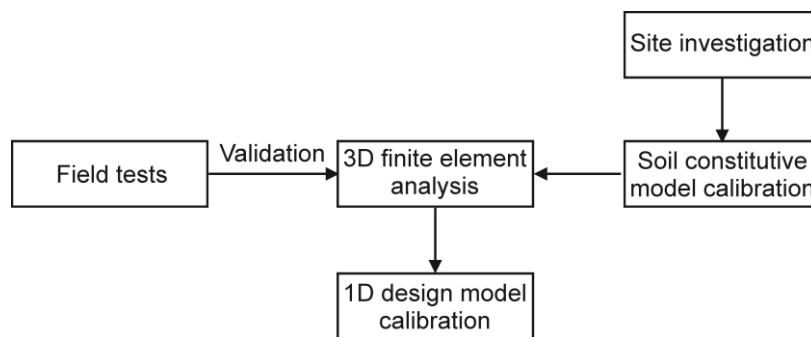 Site investigation
Field tests
Validation
3D finite element
analysis
Soil constitutive
model calibration
1D design model
calibration